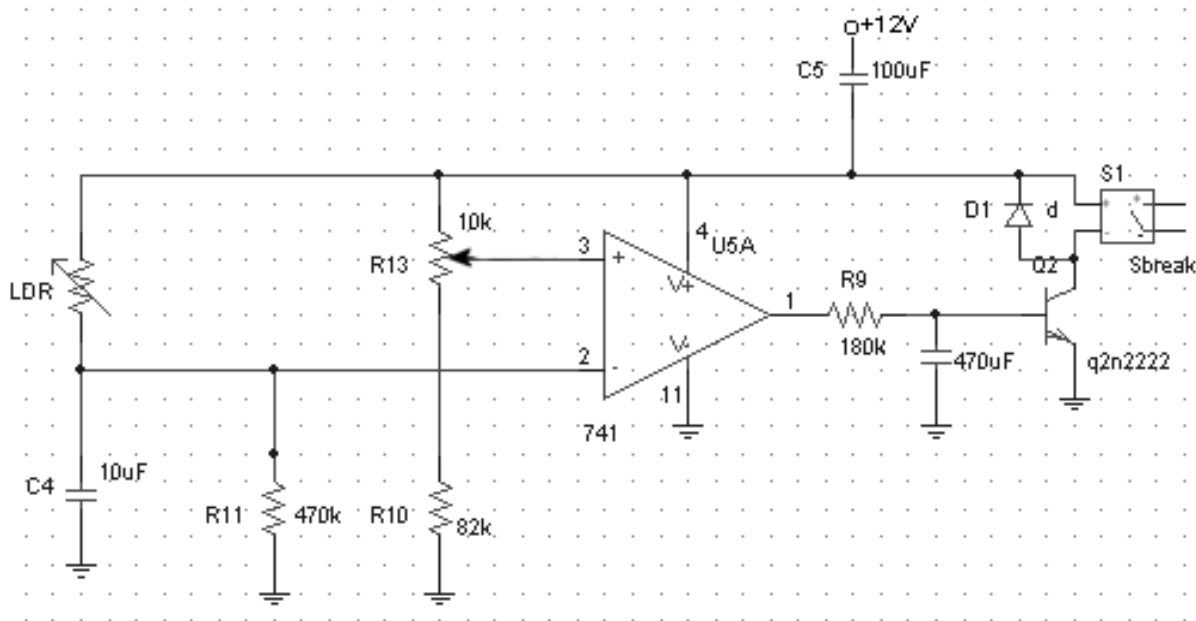 +12V
C5
100uF
S1
10k
D1
d
4
U5A
3
+
+
+
R13
V+
-
-
Q2
Sbreak
LDR
R9
1
V-
180k
470uF
q2n2222
2
-
11
741
10uF
C4
R11
470k
R10
82k